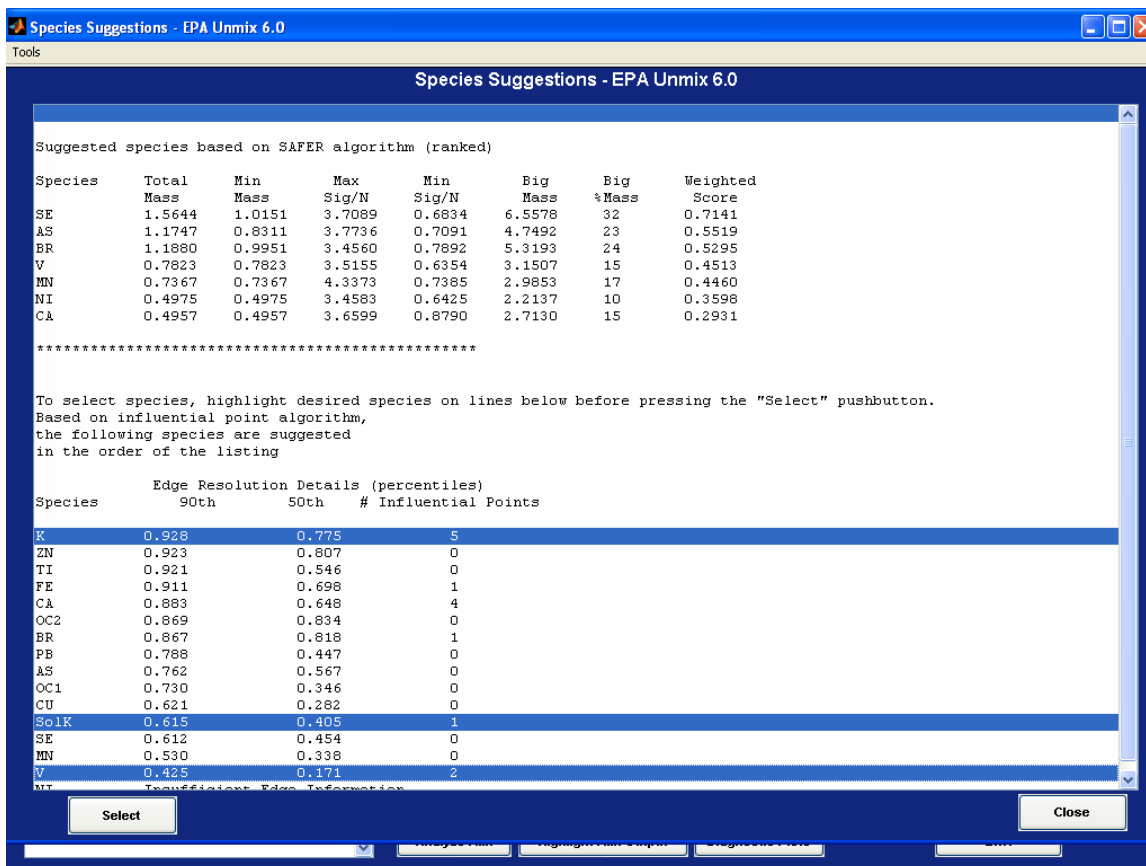 Species Suggestions - EPA Unmix 6.0
Tools
Species Suggestions - EPA Unmix 6.0
Suggested species based on SAFER algorithm (ranked)
Species Total Min Max Min Big Big Weighted
Mass Mass Sig/N Sig/N Mass %Mass Score
SE 1.5644 1.0151 3.7089 0.6834 6.5578 32 0.7141
AS 1.1747 0.8311 3.7736 0.7091 4.7492 23 0.5519
BR 1.1880 0.9951 3.4560 0.7892 5.3193 24 0.5295
V 0.7823 0.7823 3.5155 0.6354 3.1507 15 0.4513
MN 0.7367 0.7367 4.3373 0.7385 2.9853 17 0.4460
NI 0.4975 0.4975 3.4583 0.6425 2.2137 10 0.3598
CA 0.4957 0.4957 3.6599 0.8790 2.7130 15 0.2931
*************************************************
To select species, highlight desired species on lines below before pressing the "Select" pushbutton.
Based on influential point algorithm,
the following species are suggested
in the order of the listing
Edge Resolution Details (percentiles)
Species 90th 50th # Influential Points
K 0.928 0.775 5
ZN 0.923 0.807 0
TI 0.921 0.546 0
FE 0.911 0.698 1
CA 0.883 0.648 4
OC2 0.869 0.834 0
BR 0.867 0.818 1
PB 0.788 0.447 0
AS 0.762 0.567 0
OC1 0.730 0.346 0
CU 0.621 0.282 0
SolK 0.615 0.405 1
SE 0.612 0.454 0
MN 0.530 0.338 0
V 0.425 0.171 2
NI Insufficient Edge Information
Select
Close